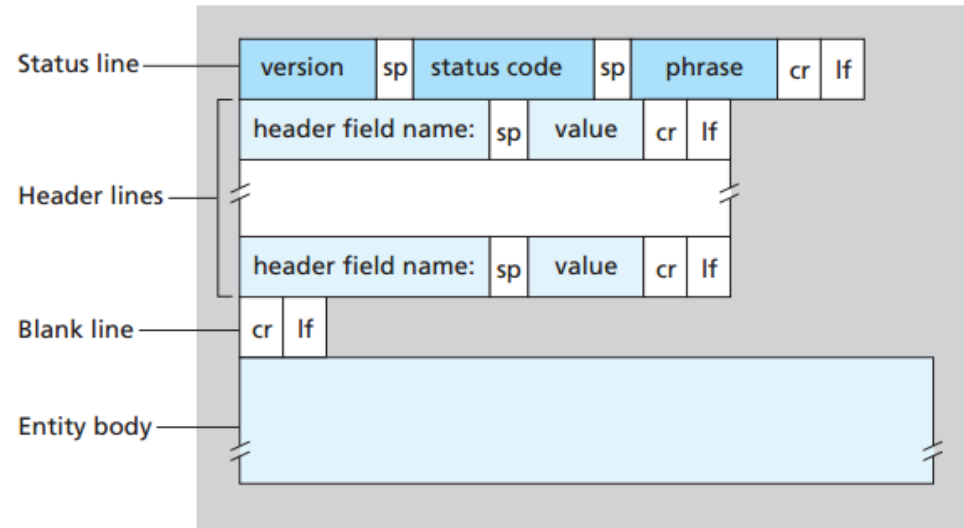 Status line version sp status code sp phrase cr lf
header field name: sp value cr lf
Header lines
header field name: sp value cr lf
Blank line cr lf
Entity body